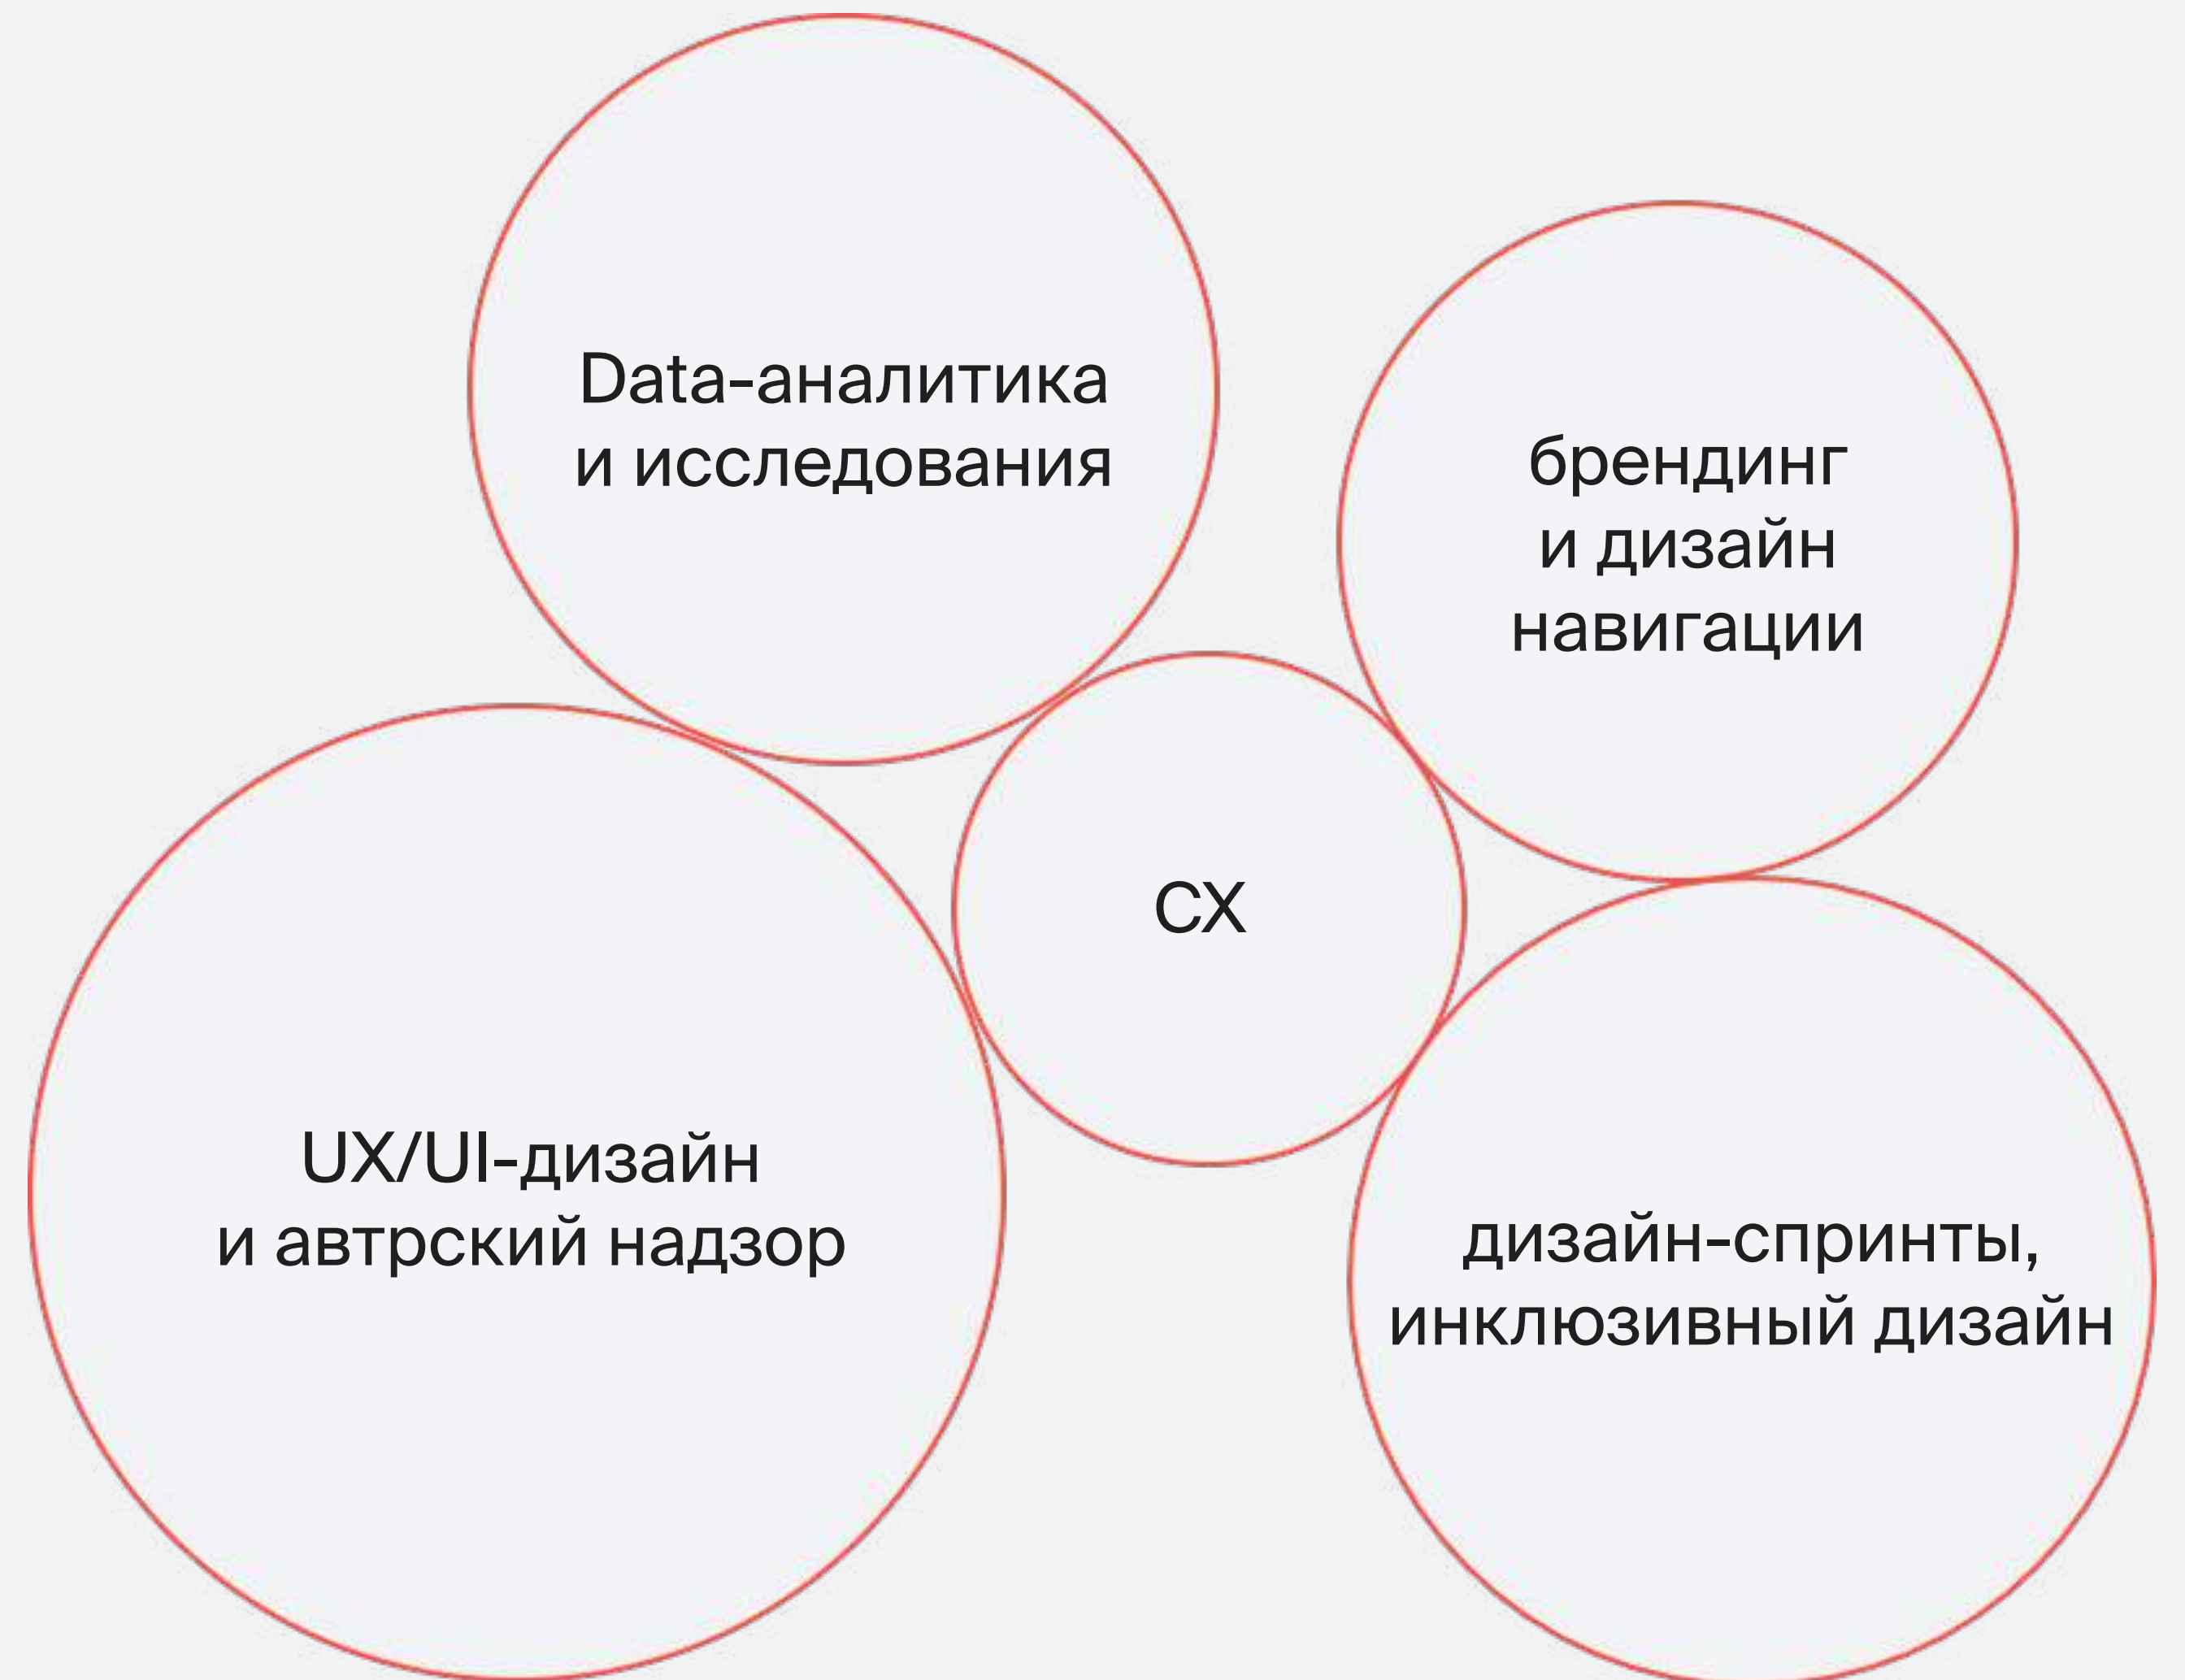 Data-аналитика
и исследования
брендинг
и дизайн
навигации
CX
UX/UI-дизайн
и автрский надзор
дизайн-спринты,
инклюзивный дизайн